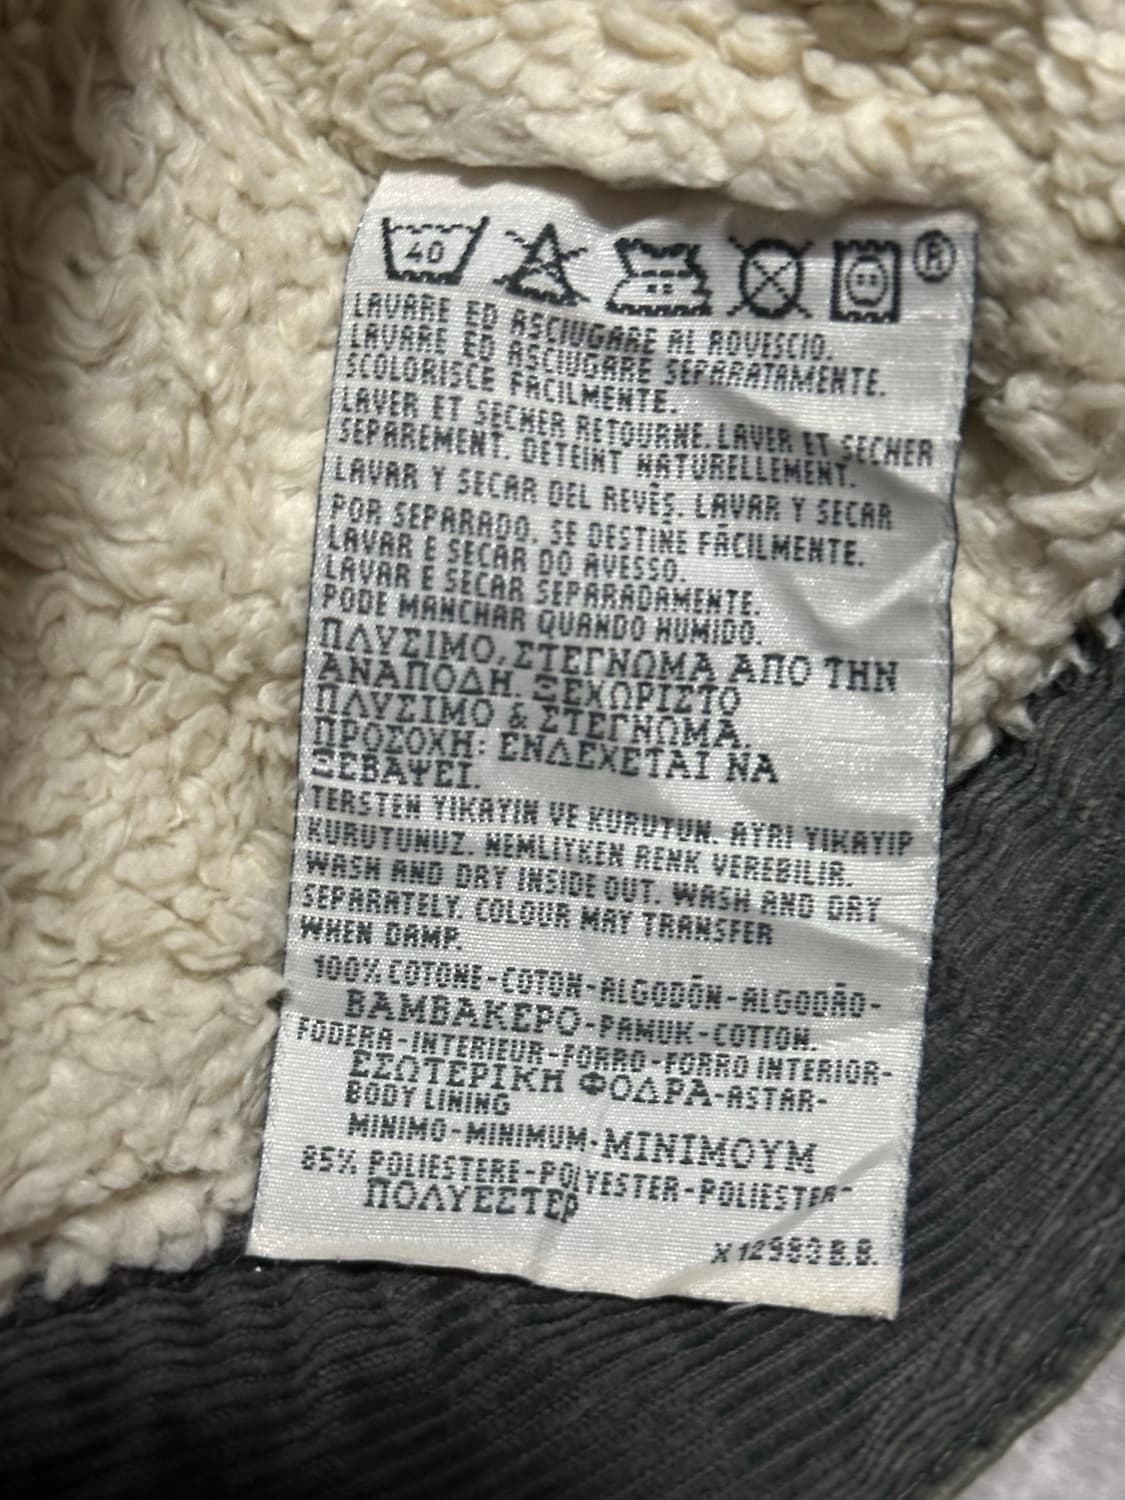 40
®
LAVARE ED ASCIUGARE AL ROVESCIO.
LAVARE ED ASCIUGARE SEPARATAMENTE.
SCOLORISCE FACILMENTE.
LAVER ET SECHER RETOURNE.LAVER ET SECHER
SEPAREMENT. DETEINT NATURELLEMENT.
LAVAR Y SECAR DEL REVÉS. LAVAR Y SECAR
POR SEPARADO. SE DESTIÑE FÁCILMENTE.
LAVAR E SECAR DO AVESSO.
LAVAR E SECAR SEPARADAMENTE.
PODE MANCHAR QUANDO HUMIDO.
ΠΛΥΣΙΜΟ, ΣΤΕΓΝΩΜΑ ΑΠΟ ΤΗΝ
ΑΝΑΠΟΔΗ. ΞΕΧΩΡΙΣΤΟ
ΠΛΥΣΙΜΟ & ΣΤΕΓΝΩΜΑ.
ΠΡΟΣΟΧΗ: ΕΝΔΕΧΕΤΑΙ ΝΑ
ΞΕΒΑΨΕΙ.
TERSTEN YIKAYIN VE KURUTUN. AYRI YIKAYIP
KURUTUNUZ. NEMLIYKEN RENK VEREBILIR.
WASH AND DRY INSIDE OUT. WASH AND DRY
SEPARATELY. COLOUR MAY TRANSFER
WHEN DAMP.
100% COTONE-COTON-ALGODÓN-ALGODÃO-
ΒΑΜΒΑΚΕΡΟ-PAMUK-COTTON.
FODERA-INTERIEUR-FORRO-FORRO INTERIOR-
ΕΣΩΤΕΡΙΚΗ ΦΟΔΡΑ-ASTAR-
BODY LINING
MINIMO-MINIMUM-ΜΙΝΙΜΟΥΜ
85% POLIESTERE-POLYESTER-POLIESTER-
ΠΟΛΥΕΣΤΕΡ
X 12983 B.B.